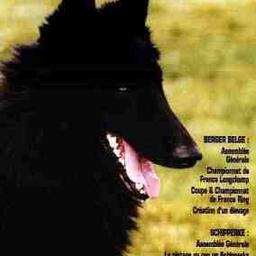 BERGER BELGE :
Assemblée
Générale
Championnat de
France Longchamp
Coupe & Championnat
de France Ring
Création d'un élevage
SCHIPPERKE :
Assemblée Générale